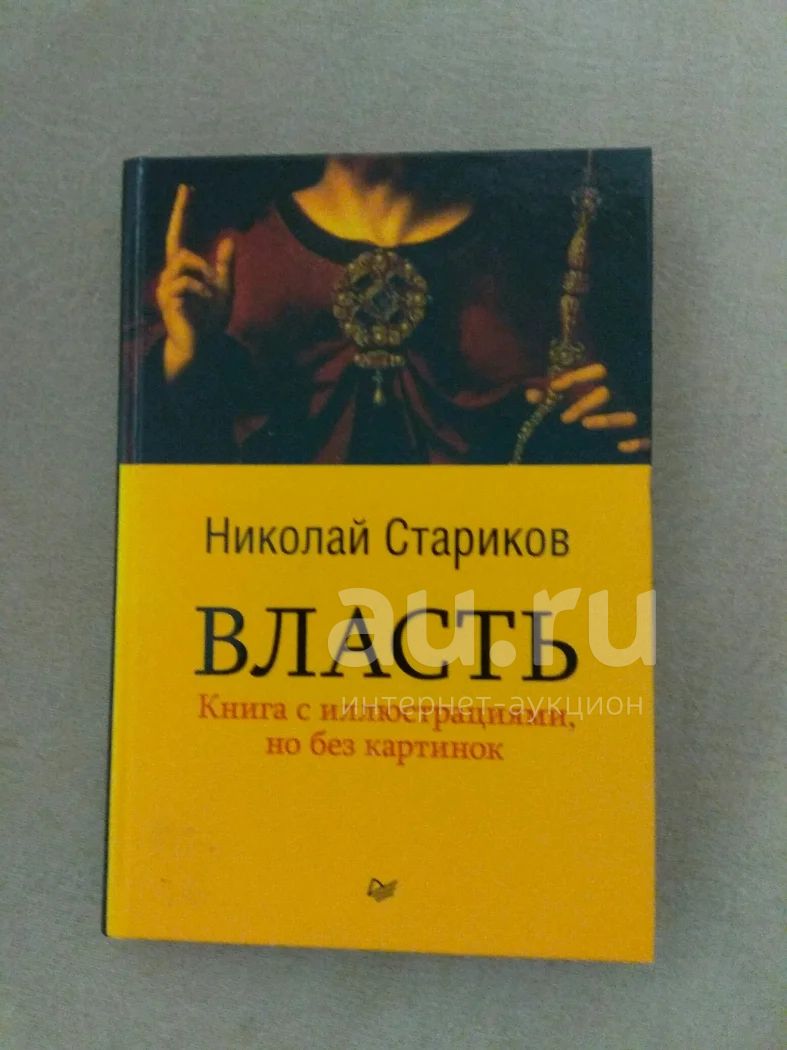 Николай Стариков
ВЛАСТЬ
au.ru
интернет-аукцион
Книга с иллюстрациями,
но без картинок